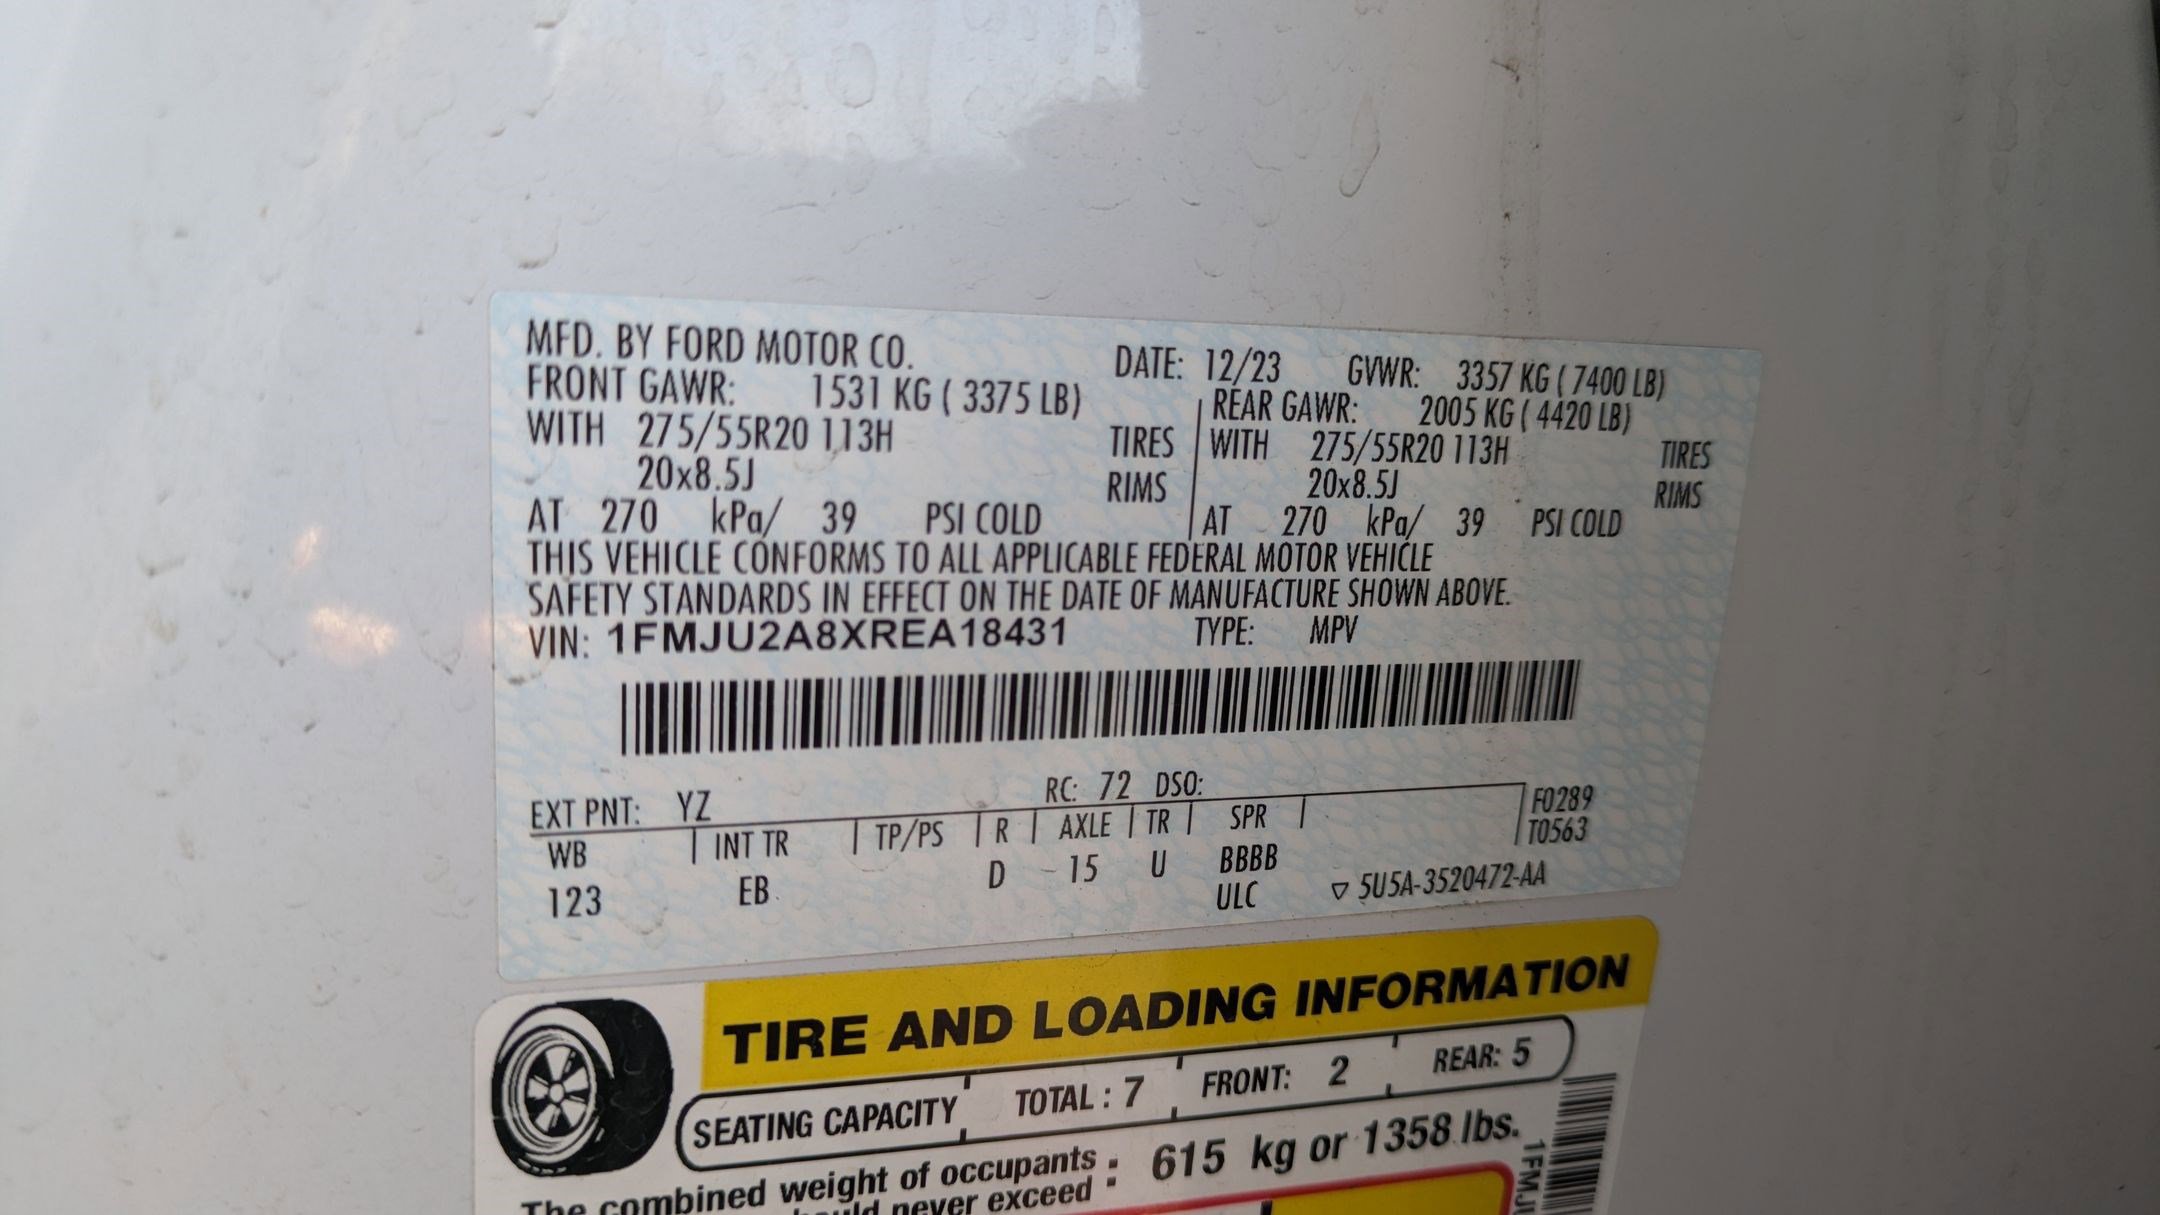 MFD. BY FORD MOTOR CO.
DATE: 12/23 GVWR: 3357 KG ( 7400 LB)
FRONT GAWR: 1531 KG ( 3375 LB) REAR GAWR: 2005 KG ( 4420 LB)
WITH 275/55R20 113H TIRES WITH 275/55R20 113H TIRES
20x8.5J RIMS 20x8.5J RIMS
AT 270 kPa/ 39 PSI COLD AT 270 kPa/ 39 PSI COLD
THIS VEHICLE CONFORMS TO ALL APPLICABLE FEDERAL MOTOR VEHICLE
SAFETY STANDARDS IN EFFECT ON THE DATE OF MANUFACTURE SHOWN ABOVE.
VIN: 1FMJU2A8XREA18431 TYPE: MPV
EXT PNT: YZ RC: 72 DSO:
WB INT TR TP/PS R AXLE TR SPR F0289
T0563
123 EB D 15 U BBBB
ULC ▽ 5U5A-3520472-AA
TIRE AND LOADING INFORMATION
SEATING CAPACITY TOTAL : 7 FRONT: 2 REAR: 5
The combined weight of occupants : 615 kg or 1358 lbs.
never exceed
1FMJU